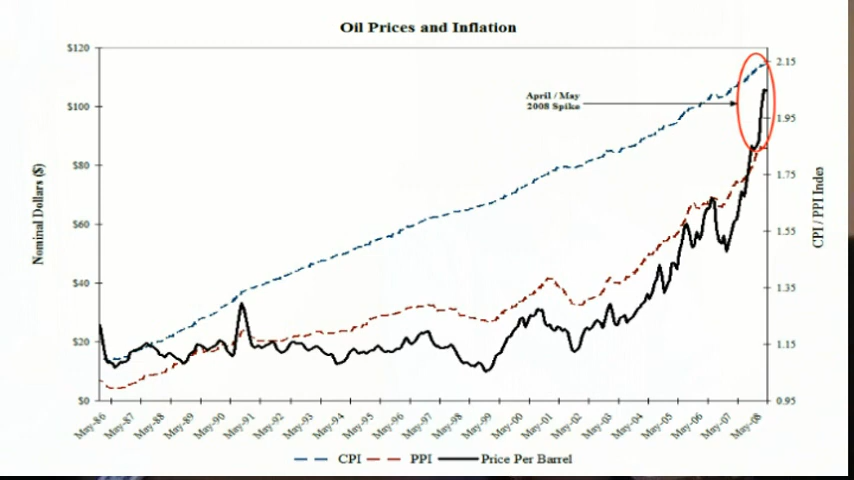 Oil Prices and Inflation
$120
$100
$80
$60
$40
$20
$0
Nominal Dollars ($)
April / May
2008 Spike
2.15
1.95
1.75
1.55
1.35
1.15
0.95
CPI / PPI Index
May-86
May-87
May-88
May-89
May-90
May-91
May-92
May-93
May-94
May-95
May-96
May-97
May-98
May-99
May-00
May-01
May-02
May-03
May-04
May-05
May-06
May-07
May-08
CPI PPI Price Per Barrel